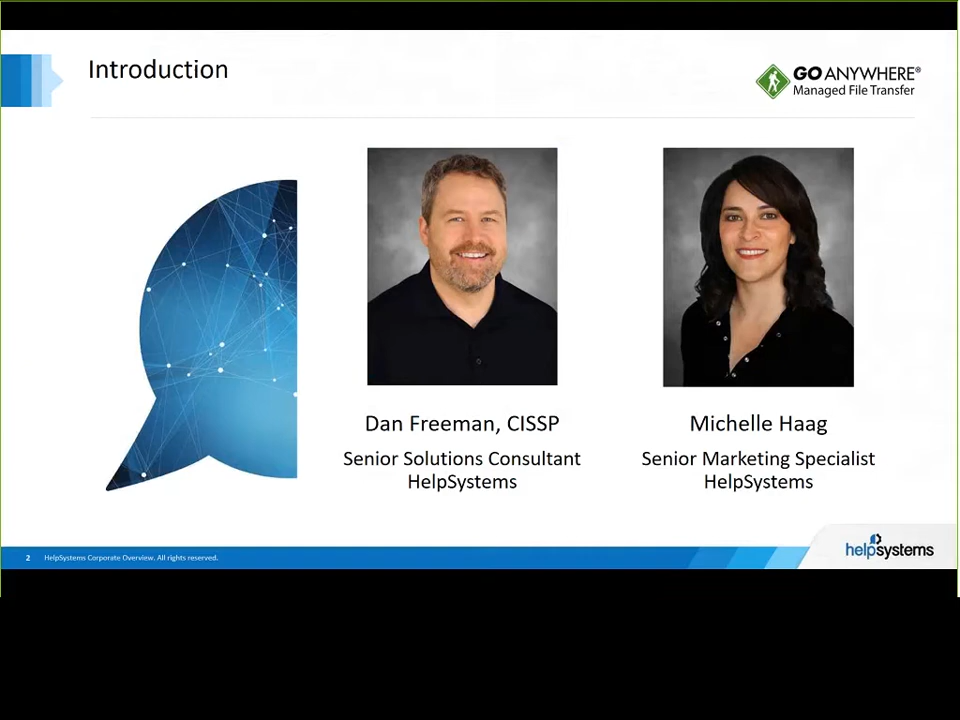 Introduction
GO ANYWHERE®
Managed File Transfer
Dan Freeman, CISSP
Senior Solutions Consultant
HelpSystems
Michelle Haag
Senior Marketing Specialist
HelpSystems
2 HelpSystems Corporate Overview. All rights reserved.
helpsystems